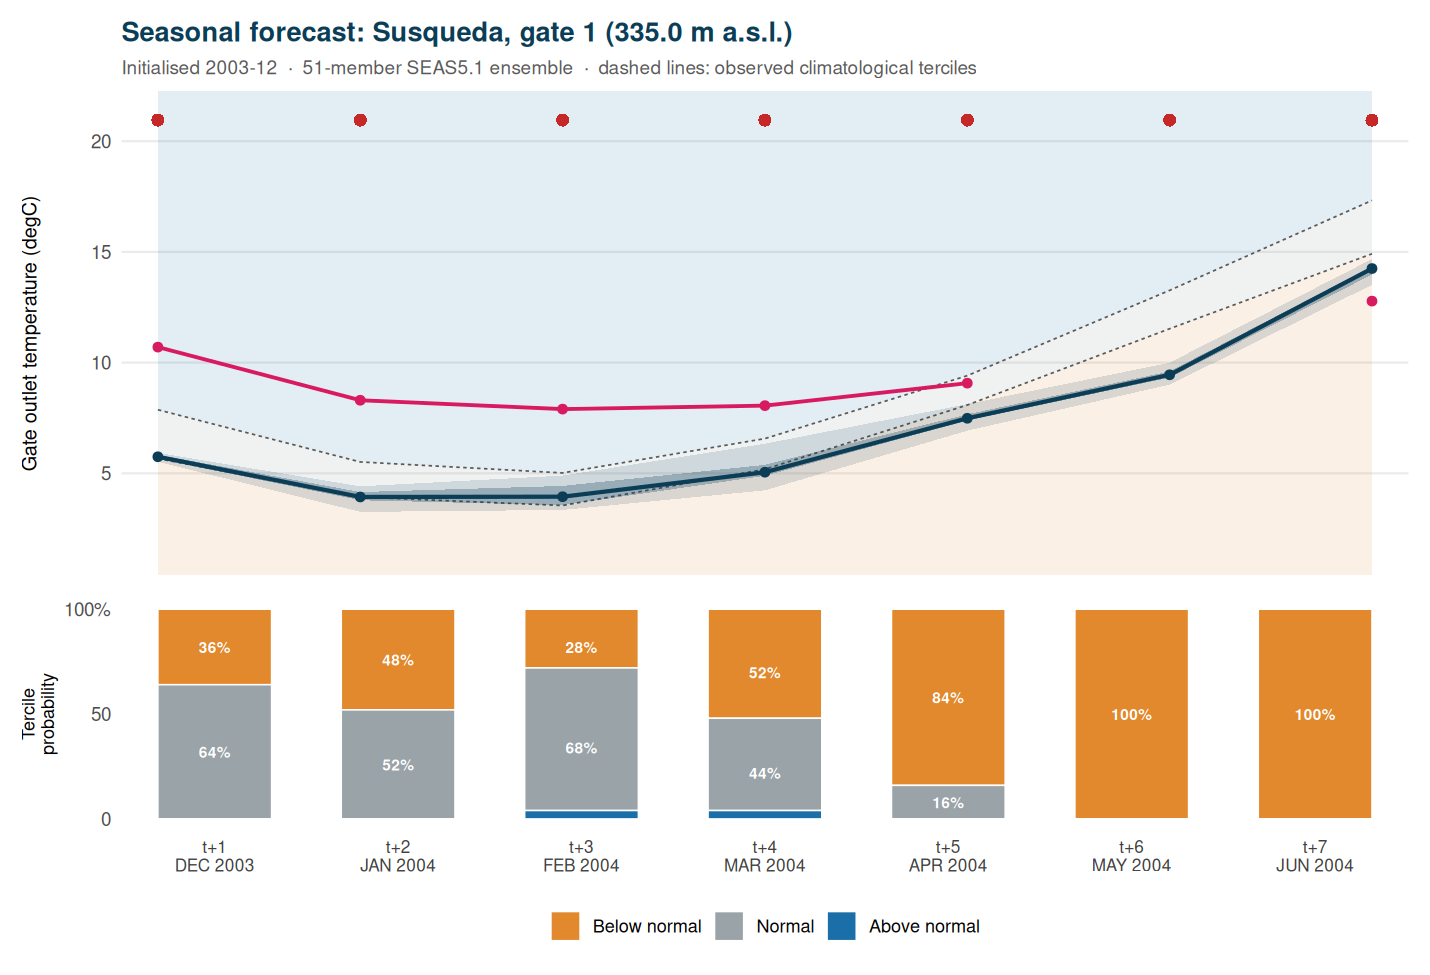 Seasonal forecast: Susqueda, gate 1 (335.0 m a.s.l.)
Initialised 2003-12 · 51-member SEAS5.1 ensemble · dashed lines: observed climatological terciles
Gate outlet temperature (degC)
20
15
10
5
Tercile
probability
100%
50
0
36%
64%
48%
52%
28%
68%
52%
44%
84%
16%
100%
100%
t+1
DEC 2003
t+2
JAN 2004
t+3
FEB 2004
t+4
MAR 2004
t+5
APR 2004
t+6
MAY 2004
t+7
JUN 2004
Below normal
Normal
Above normal